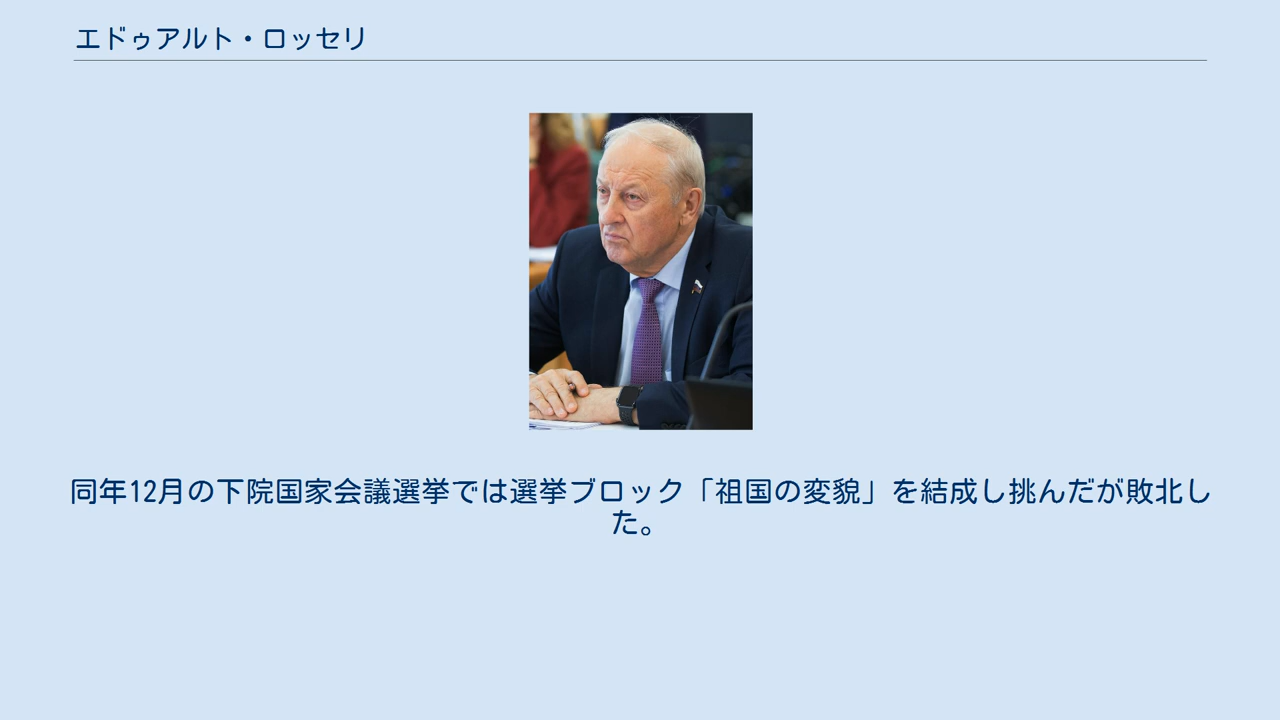 エドゥアルト・ロッセリ
同年12月の下院国家会議選挙では選挙ブロック「祖国の変貌」を結成し挑んだが敗北し
た。